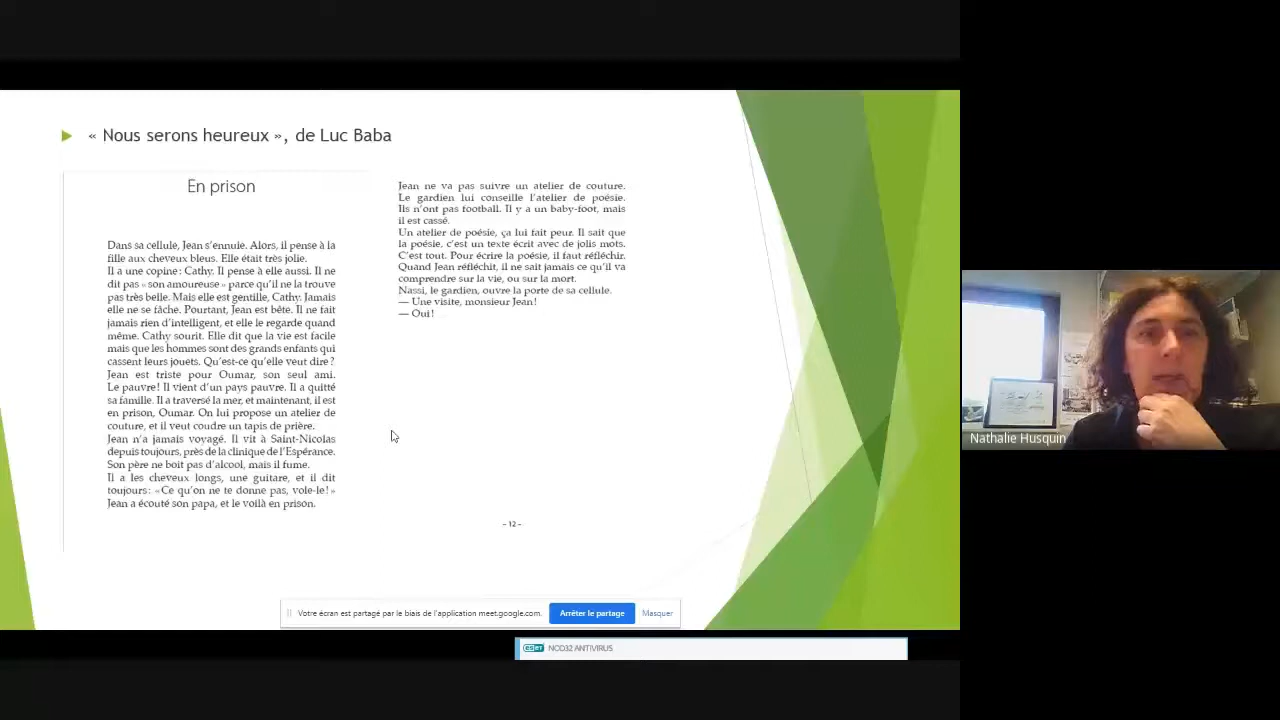 « Nous serons heureux », de Luc Baba
En prison
Dans sa cellule, Jean s'ennuie. Alors, il pense à la
fille aux cheveux bleus. Elle était très jolie.
Il a une copine : Cathy. Il pense à elle aussi. Il ne
dit pas « son amoureuse » parce qu'il ne la trouve
pas très belle. Mais elle est gentille, Cathy. Jamais
elle ne se fâche. Pourtant, Jean est bête. Il ne fait
jamais rien d'intelligent, et elle le regarde quand
même. Cathy sourit. Elle dit que la vie est facile
mais que les hommes sont des grands enfants qui
cassent leurs jouets. Qu'est-ce qu'elle veut dire ?
Jean est triste pour Oumar, son seul ami.
Le pauvre ! Il vient d'un pays pauvre. Il a quitté
sa famille. Il a traversé la mer, et maintenant, il est
en prison, Oumar. On lui propose un atelier de
couture, et il veut coudre un tapis de prière.
Jean n'a jamais voyagé. Il vit à Saint-Nicolas
depuis toujours, près de la clinique de l'Espérance.
Son père ne boit pas d'alcool, mais il fume.
Il a les cheveux longs, une guitare, et il dit
toujours : « Ce qu'on ne te donne pas, vole-le ! »
Jean a écouté son papa, et le voilà en prison.
Jean ne va pas suivre un atelier de couture.
Le gardien lui conseille l'atelier de poésie.
Ils n'ont pas football. Il y a un baby-foot, mais
il est cassé.
Un atelier de poésie, ça lui fait peur. Il sait que
la poésie, c'est un texte écrit avec de jolis mots.
C'est tout. Pour écrire la poésie, il faut réfléchir.
Quand Jean réfléchit, il ne sait jamais ce qu'il va
comprendre sur la vie, ou sur la mort.
Nassi, le gardien, ouvre la porte de sa cellule.
— Une visite, monsieur Jean !
— Oui !
– 12 –
Votre écran est partagé par le biais de l'application meet.google.com.
Arrêter le partage
Masquer
eset NOD32 ANTIVIRUS
Nathalie Husquin